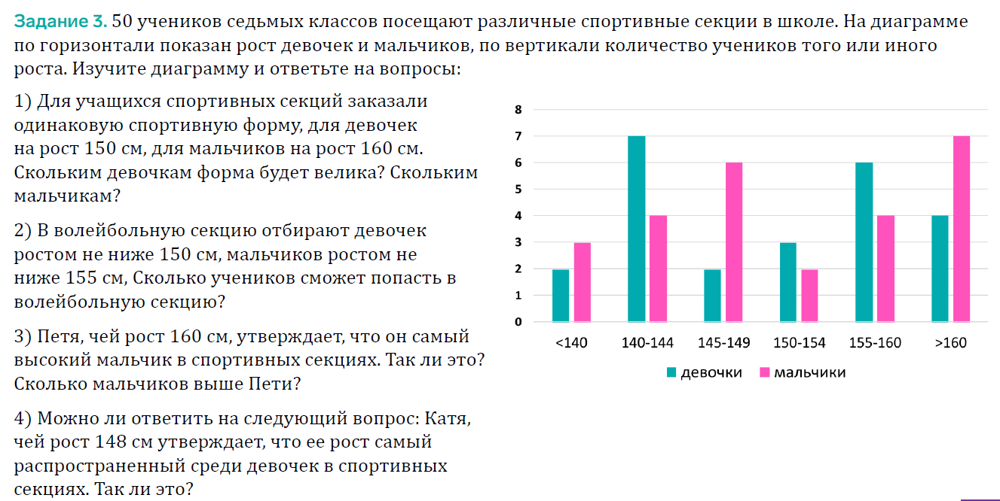 Задание 3. 50 учеников седьмых классов посещают различные спортивные секции в школе. На диаграмме
по горизонтали показан рост девочек и мальчиков, по вертикали количество учеников того или иного
роста. Изучите диаграмму и ответьте на вопросы:
1) Для учащихся спортивных секций заказали
одинаковую спортивную форму, для девочек
на рост 150 см, для мальчиков на рост 160 см.
Скольким девочкам форма будет велика? Скольким
мальчикам?
2) В волейбольную секцию отбирают девочек
ростом не ниже 150 см, мальчиков ростом не
ниже 155 см, Сколько учеников сможет попасть в
волейбольную секцию?
3) Петя, чей рост 160 см, утверждает, что он самый
высокий мальчик в спортивных секциях. Так ли это?
Сколько мальчиков выше Пети?
4) Можно ли ответить на следующий вопрос: Катя,
чей рост 148 см утверждает, что ее рост самый
распространенный среди девочек в спортивных
секциях. Так ли это?
8
7
6
5
4
3
2
1
0
<140 140-144 145-149 150-154 155-160 >160
девочки мальчики